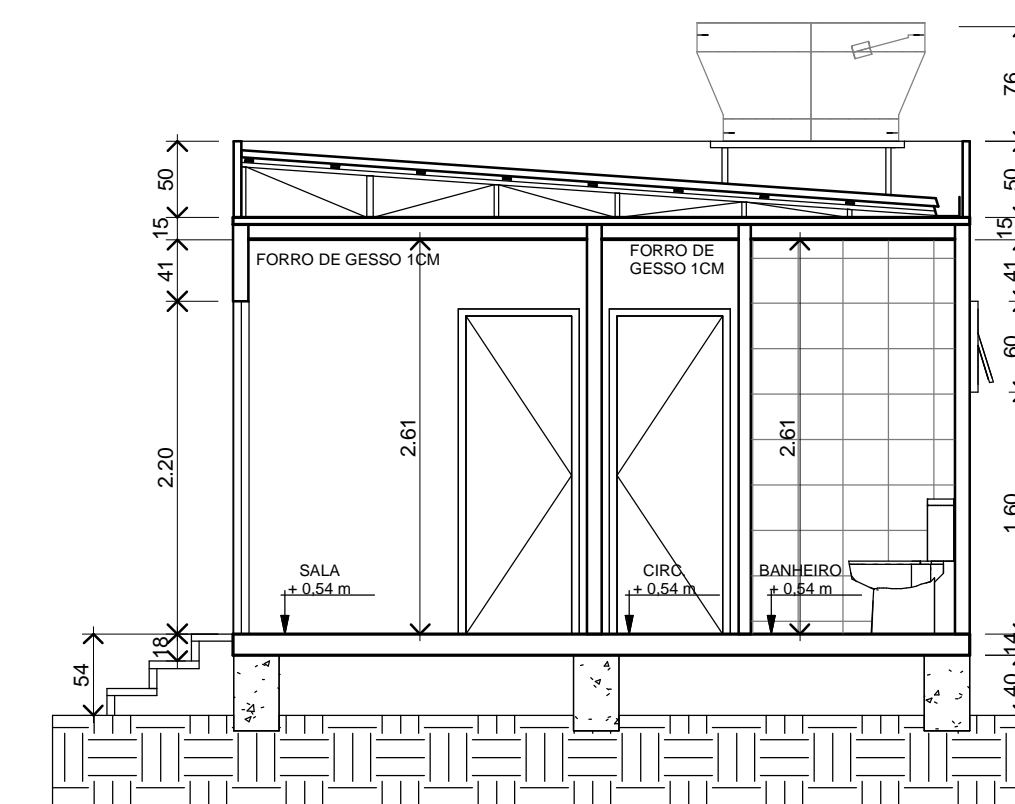 76
50
50
15
15
41
41
FORRO DE GESSO 1CM
FORRO DE
GESSO 1CM
60
2.20
2.61
2.61
1.60
SALA
+ 0,54 m
CIRC.
+ 0,54 m
BANHEIRO
+ 0,54 m
18
14
54
40